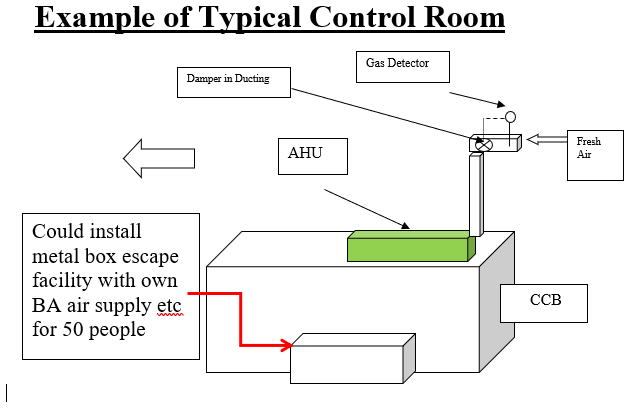 Example of Typical Control Room
Gas Detector
Damper in Ducting
Fresh
Air
AHU
Could install
metal box escape
facility with own
BA air supply etc
for 50 people
CCB